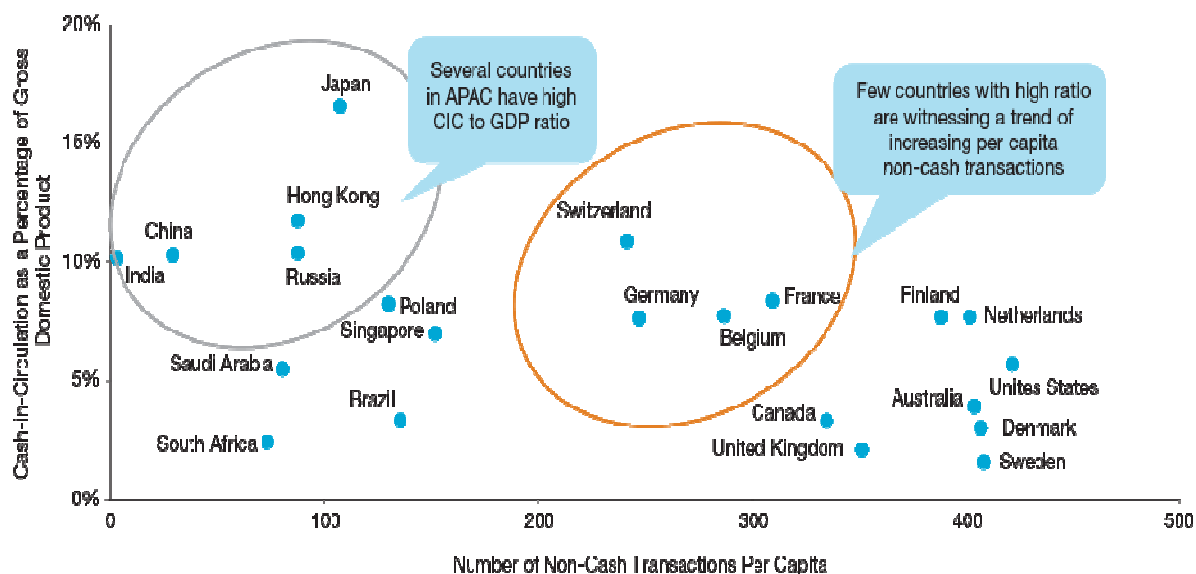 20%
16%
10%
5%
0%
Cash-in-Circulation as a Percentage of Gross
Domestic Product
Several countries
in APAC have high
CIC to GDP ratio
Few countries with high ratio
are witnessing a trend of
increasing per capita
non-cash transactions
Japan
Hong Kong
China
India
Russia
Switzerland
Germany
France
Belgium
Finland
Netherlands
Poland
Singapore
Saudi Arabia
Brazil
South Africa
Unites States
Australia
Canada
Denmark
United Kingdom
Sweden
0
100
200
300
400
500
Number of Non-Cash Transactions Per Capita